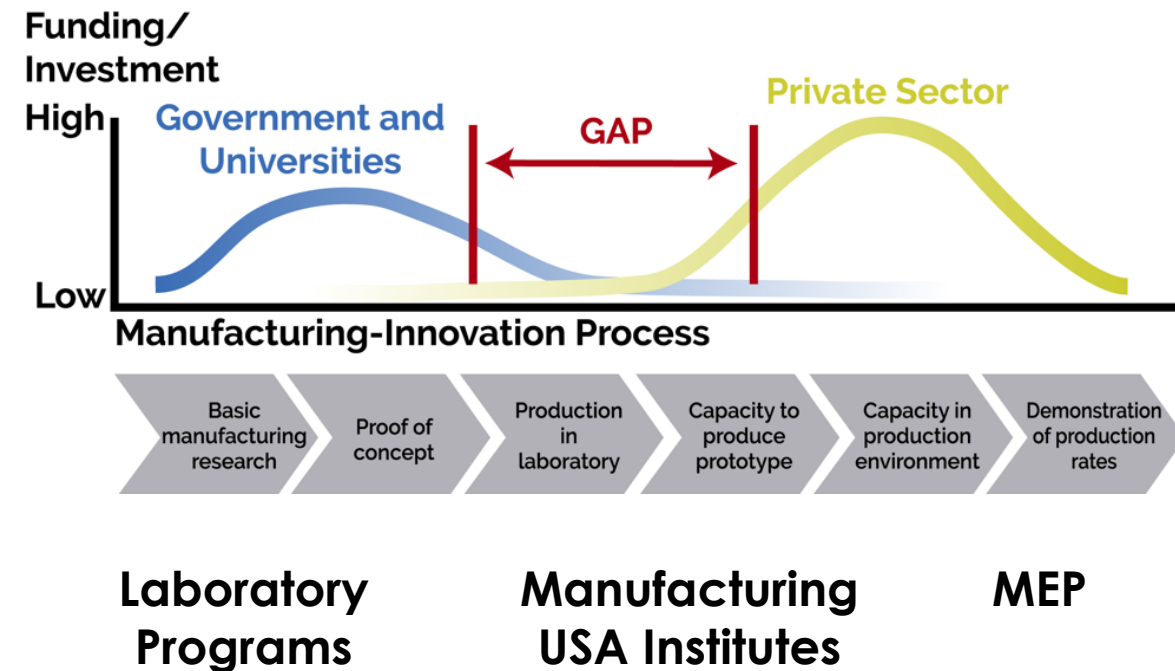 Funding/
Investment
High
Government and
Universities
GAP
Private Sector
Low
Manufacturing-Innovation Process
Basic
manufacturing
research
Proof of
concept
Production
in
laboratory
Capacity to
produce
prototype
Capacity in
production
environment
Demonstration
of production
rates
Laboratory
Programs
Manufacturing
USA Institutes
MEP